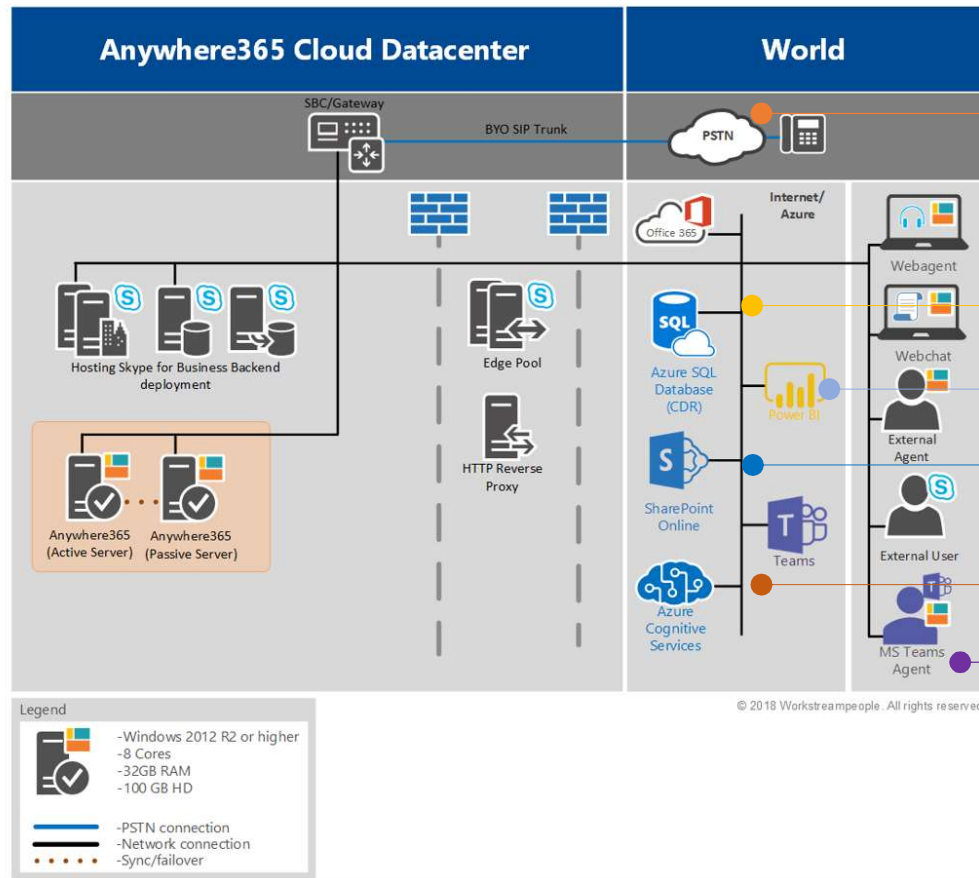 Anywhere365 Cloud Datacenter
World
SBC/Gateway
BYO SIP Trunk
PSTN
Internet/
Azure
Office 365
Webagent
S
S
S
Hosting Skype for Business Backend
deployment
S
Edge Pool
SQL
Azure SQL
Database
(CDR)
Power BI
Webchat
External
Agent
HTTP Reverse
Proxy
S
SharePoint
Online
T
Teams
S
External User
Anywhere365
(Active Server)
Anywhere365
(Passive Server)
Azure
Cognitive
Services
T
MS Teams
Agent
© 2018 Workstreampeople. All rights reserved
Legend
-Windows 2012 R2 or higher
-8 Cores
-32GB RAM
-100 GB HD
-PSTN connection
-Network connection
-Sync/failover